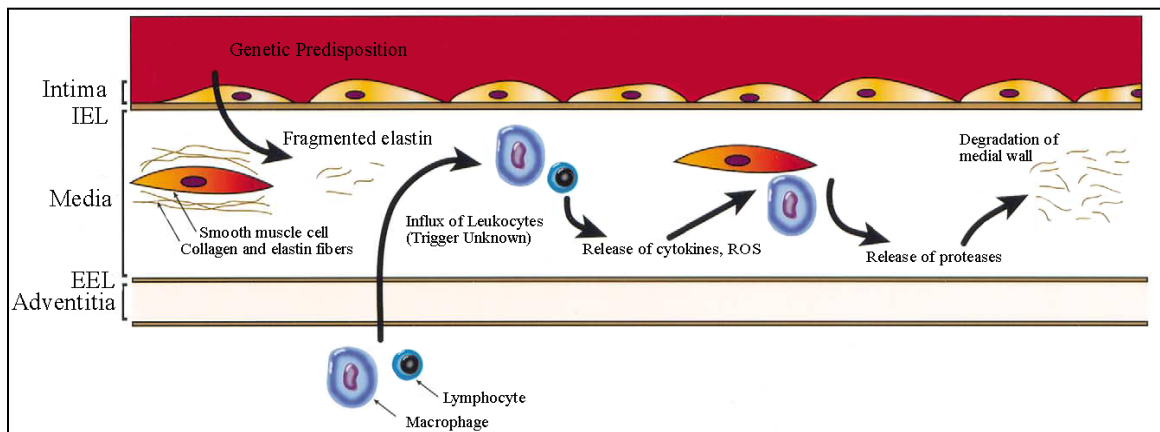 Genetic Predisposition
Intima
IEL
Fragmented elastin
Degradation of
medial wall
Media
Smooth muscle cell
Collagen and elastin fibers
Influx of Leukocytes
(Trigger Unknown)
Release of cytokines, ROS
Release of proteases
EEL
Adventitia
Lymphocyte
Macrophage